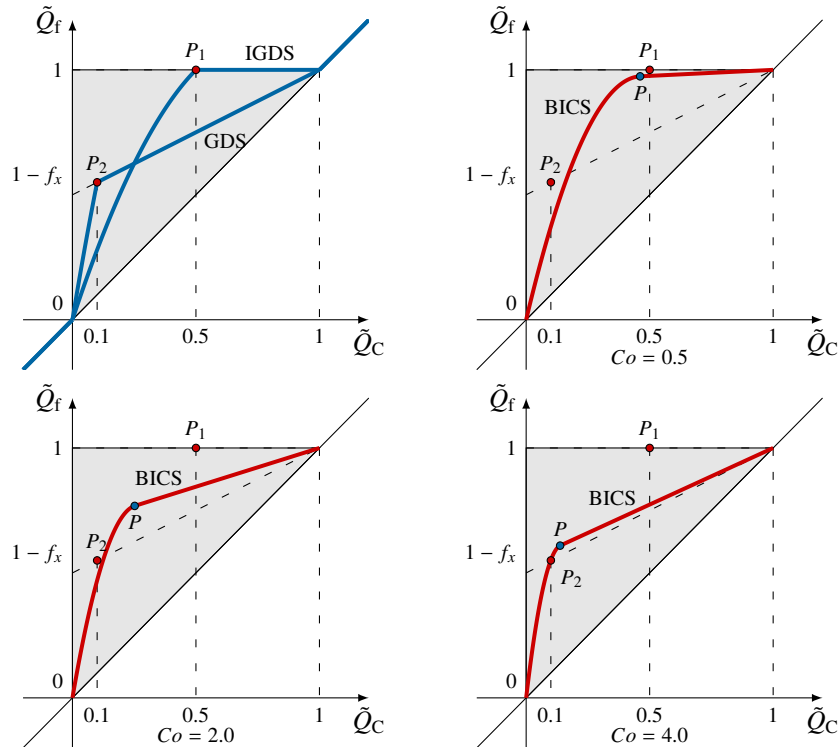 Q̃f
P1
IGDS
1
GDS
P2
1 − fx
0
0.1
0.5
1
Q̃C
Q̃f
P1
1
P
BICS
P2
1 − fx
0
0.1
0.5
1
Q̃C
Co = 0.5
Q̃f
P1
1
BICS
P
P2
1 − fx
0
0.1
0.5
1
Q̃C
Co = 2.0
Q̃f
P1
1
BICS
P
1 − fx
P2
0
0.1
0.5
1
Q̃C
Co = 4.0